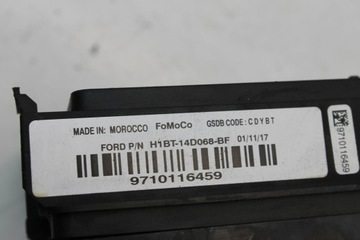 MADE IN: MOROCCO FoMoCo GSDB CODE: CDYBT
FORD P/N H1BT-14D068-BF 01/11/17
9710116459
9710116459